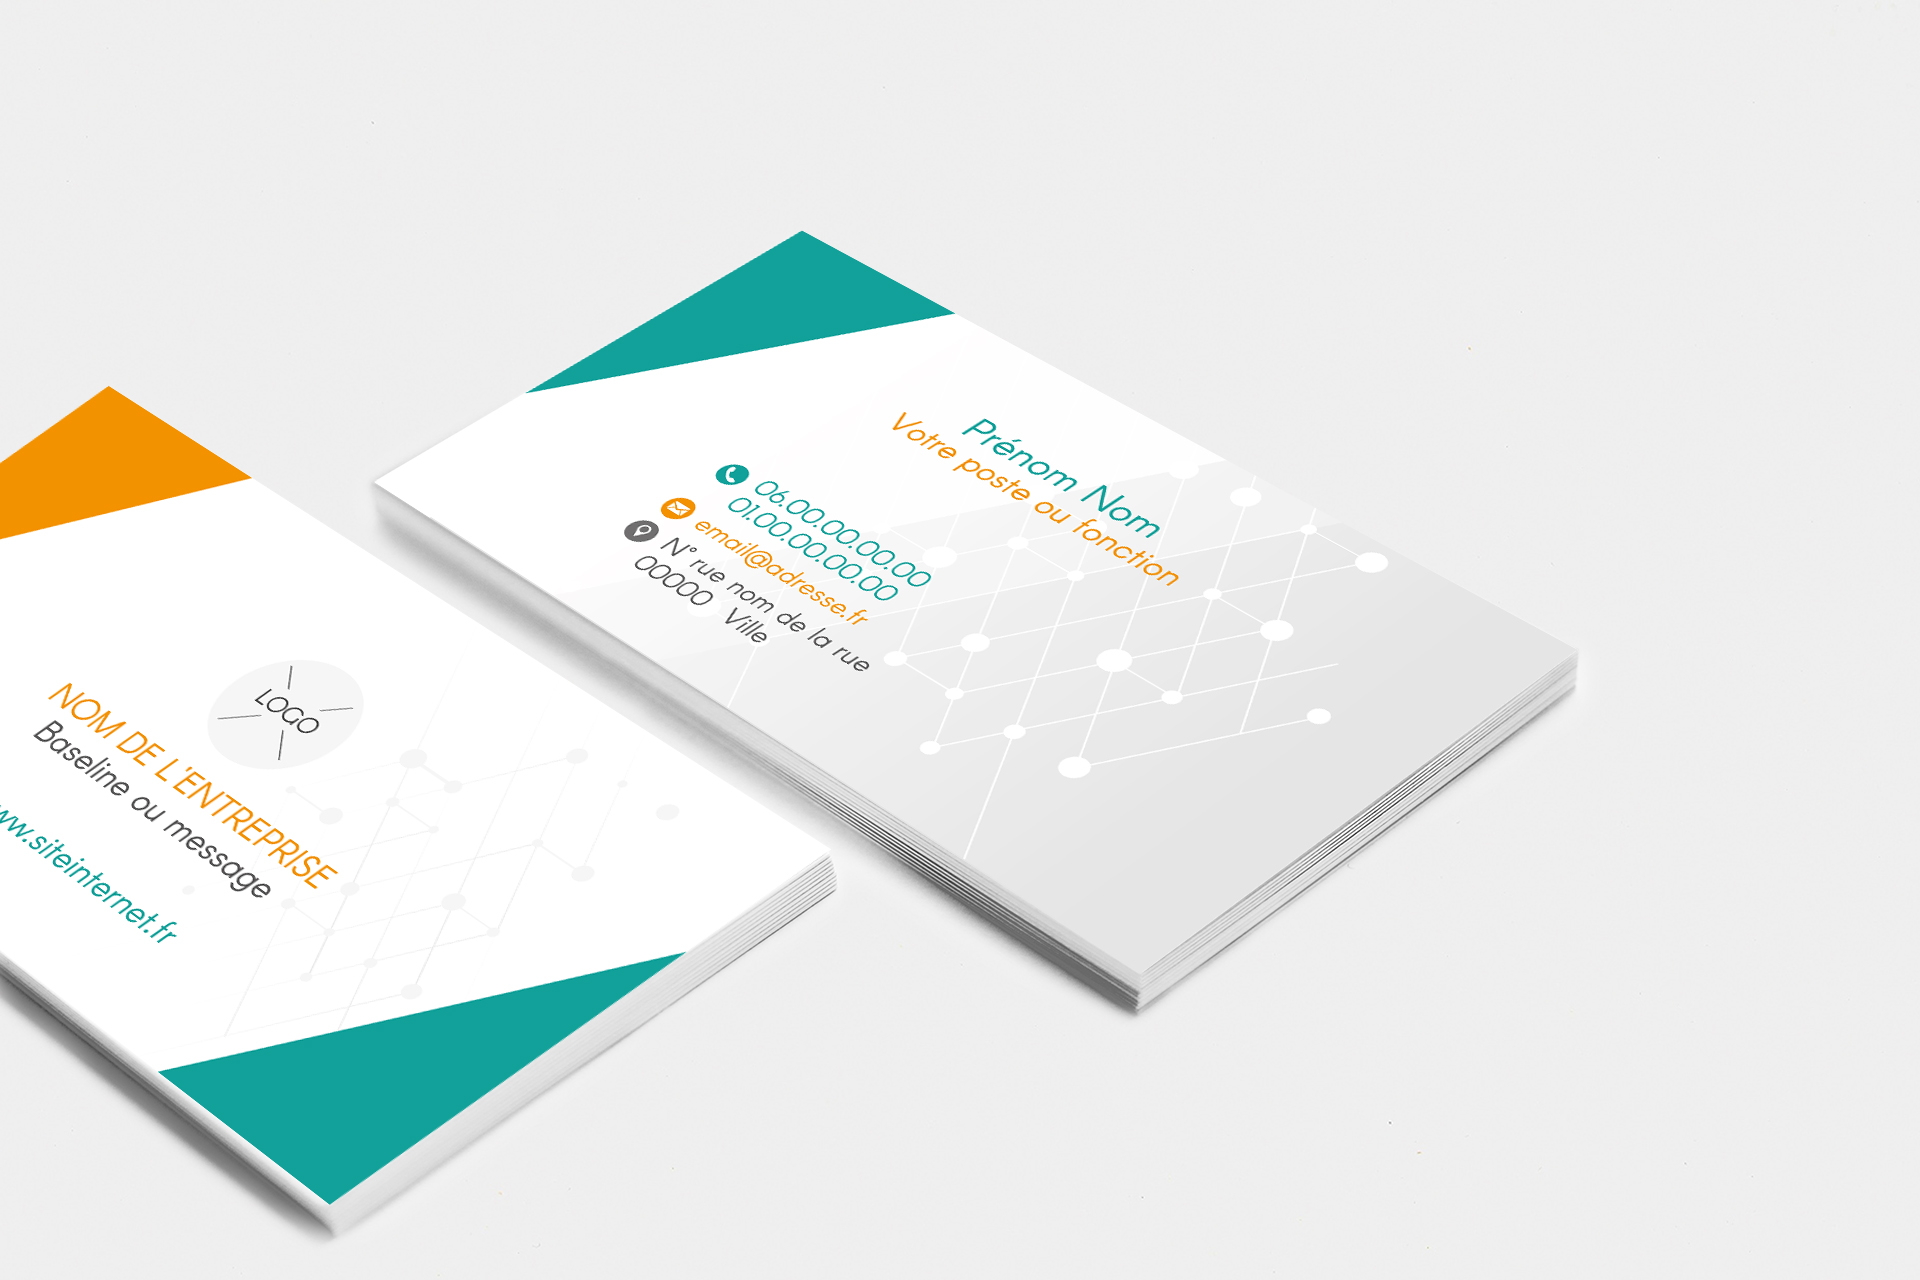 Prénom Nom
Votre poste ou fonction
06.00.00.00.00
01.00.00.00.00
email@adresse.fr
N° rue nom de la rue
00000 Ville
LOGO
NOM DE L'ENTREPRISE
Baseline ou message
ww.siteinternet.fr